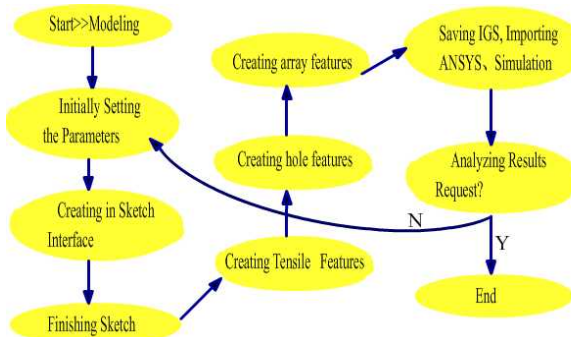 Start>>Modeling
Initially Setting
the Parameters
Creating in Sketch
Interface
Finishing Sketch
Creating Tensile Features
Creating hole features
Creating array features
Saving IGS, Importing
ANSYS、Simulation
Analyzing Results
Request?
N
Y
End